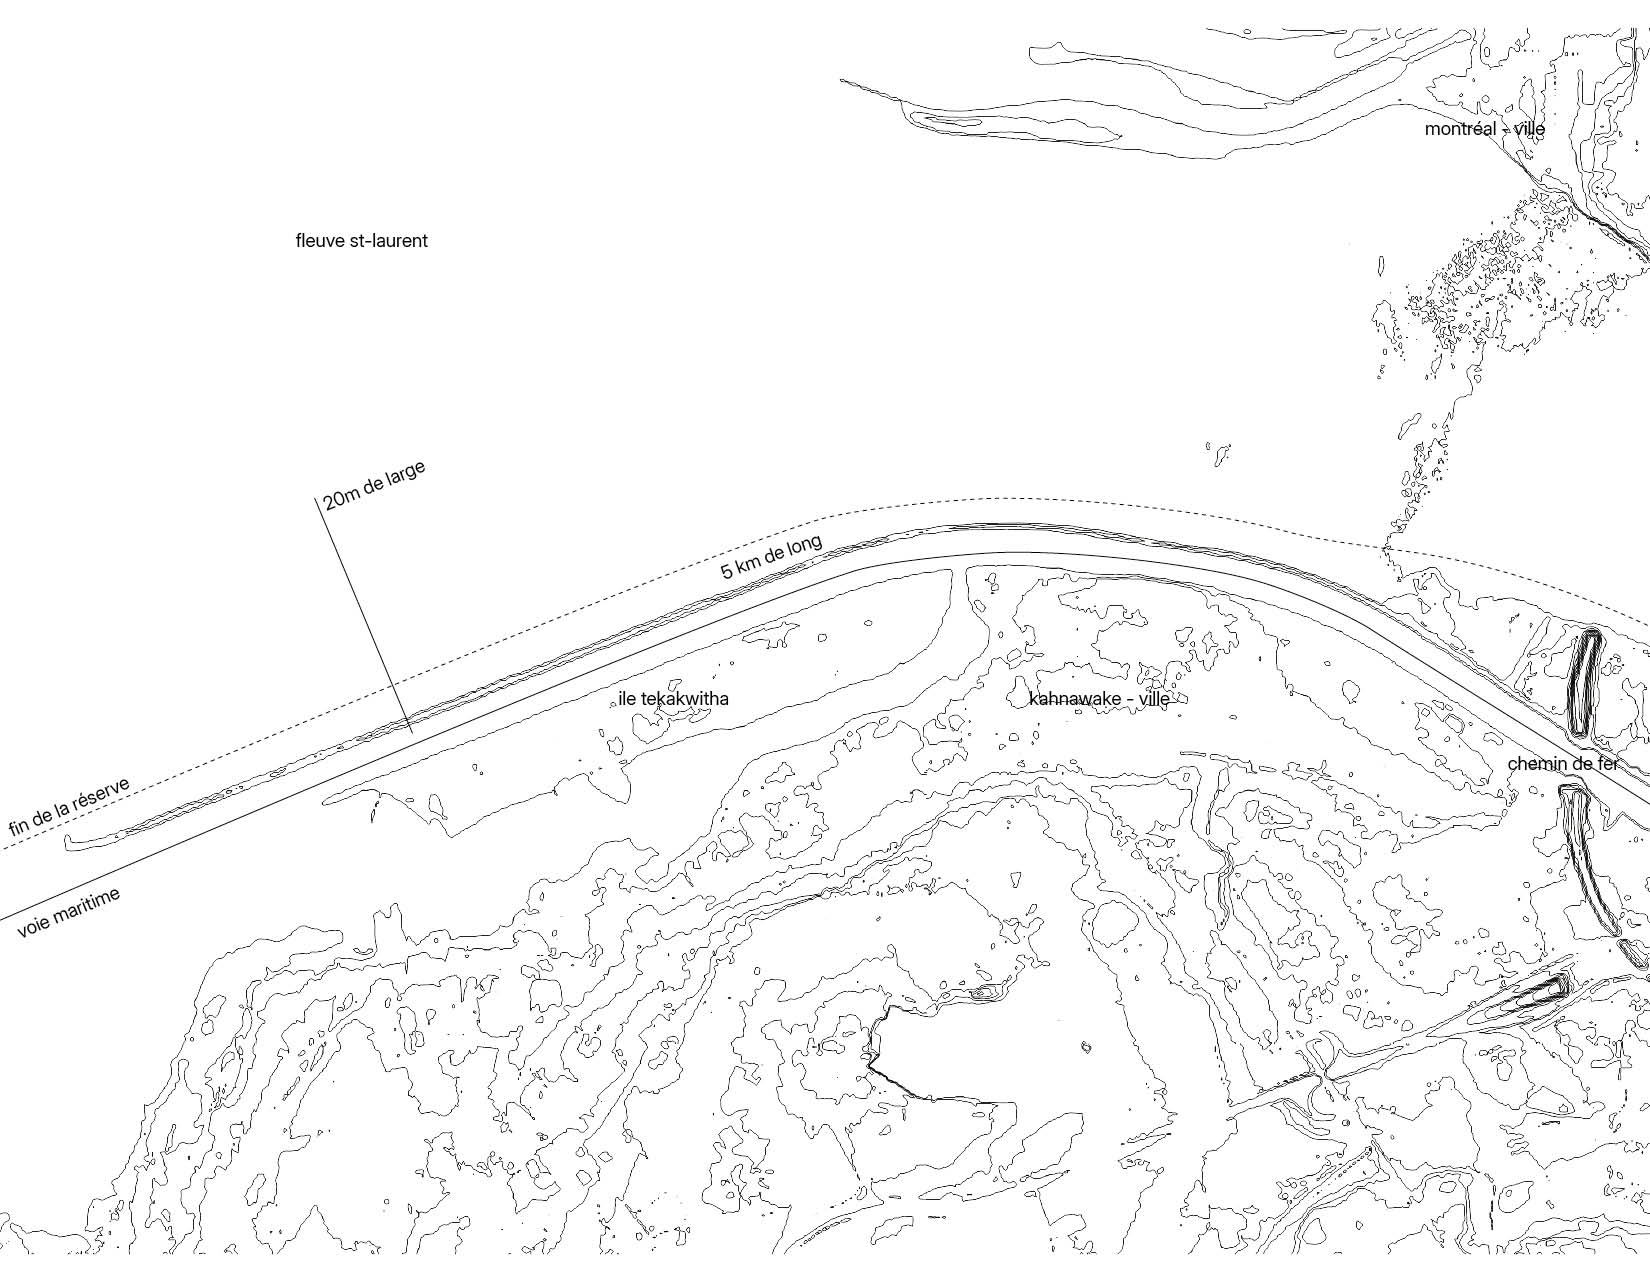 montréal - ville
fleuve st-laurent
20m de large
5 km de long
ile tekakwitha
kahnawake - ville
chemin de fer
fin de la réserve
voie maritime